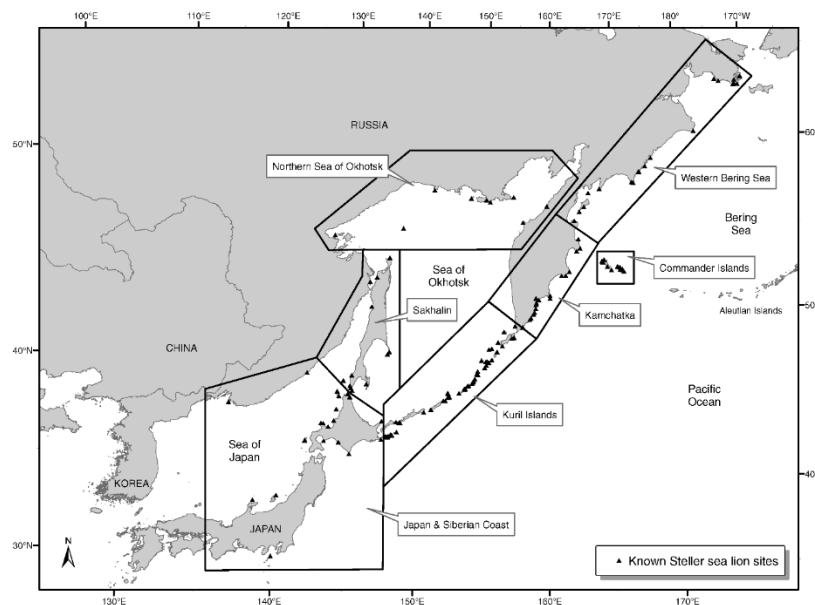 100°E 110°E 120°E 130°E 140°E 150°E 160°E 170°E 180° 170°W
RUSSIA
50°N
60°
Northern Sea of Okhotsk
Western Bering Sea
Bering
Sea
Commander Islands
Sea of
Okhotsk
Sakhalin
50°
Kamchatka
Aleutian Islands
CHINA
40°N
Pacific
Ocean
Kuril Islands
Sea of
Japan
KOREA
40°
JAPAN
Japan & Siberian Coast
N
30°N
Known Steller sea lion sites
130°E 140°E 150°E 160°E 170°E